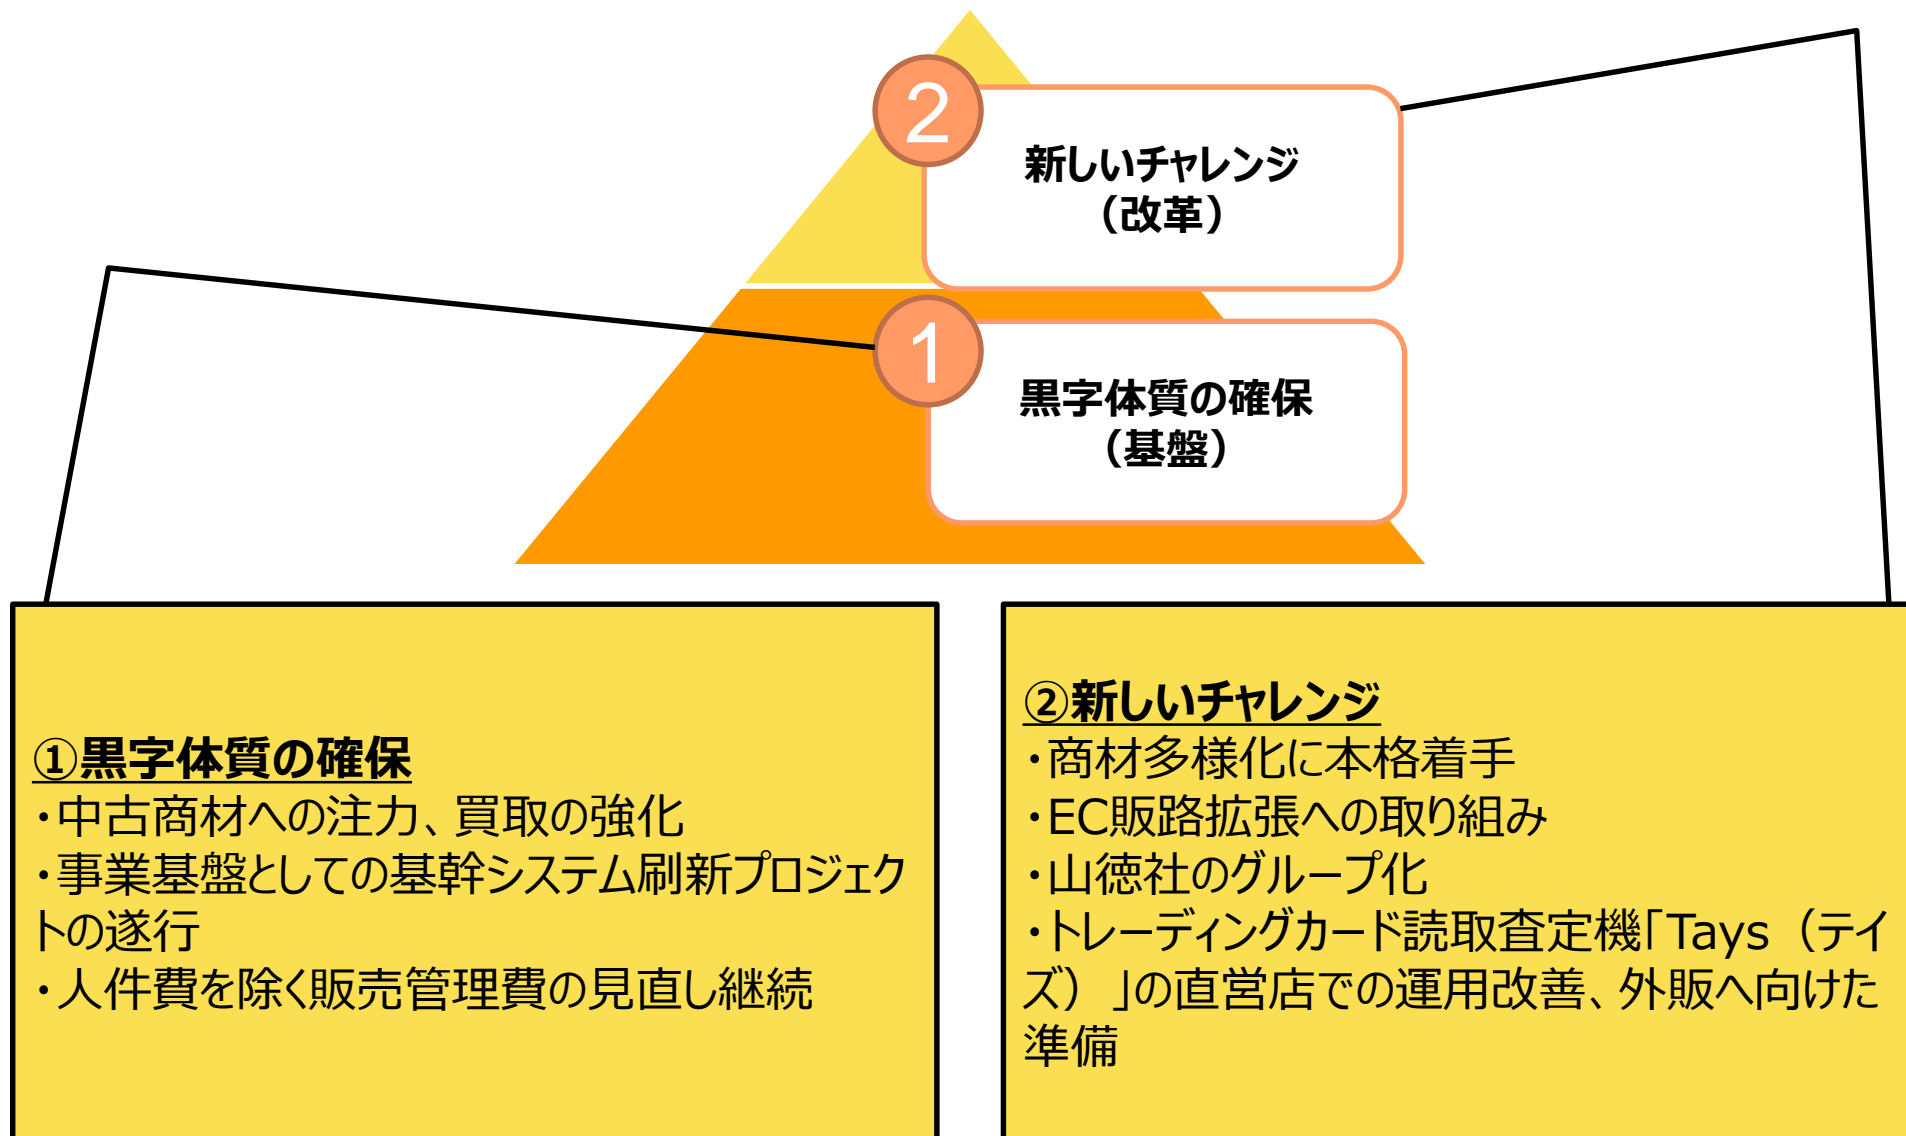 2
新しいチャレンジ
（改革）
1
黒字体質の確保
（基盤）
①黒字体質の確保
・中古商材への注力、買取の強化
・事業基盤としての基幹システム刷新プロジェク
トの遂行
・人件費を除く販売管理費の見直し継続
②新しいチャレンジ
・商材多様化に本格着手
・EC販路拡張への取り組み
・山徳社のグループ化
・トレーディングカード読取査定機「Tays（テイ
ズ）」の直営店での運用改善、外販へ向けた
準備